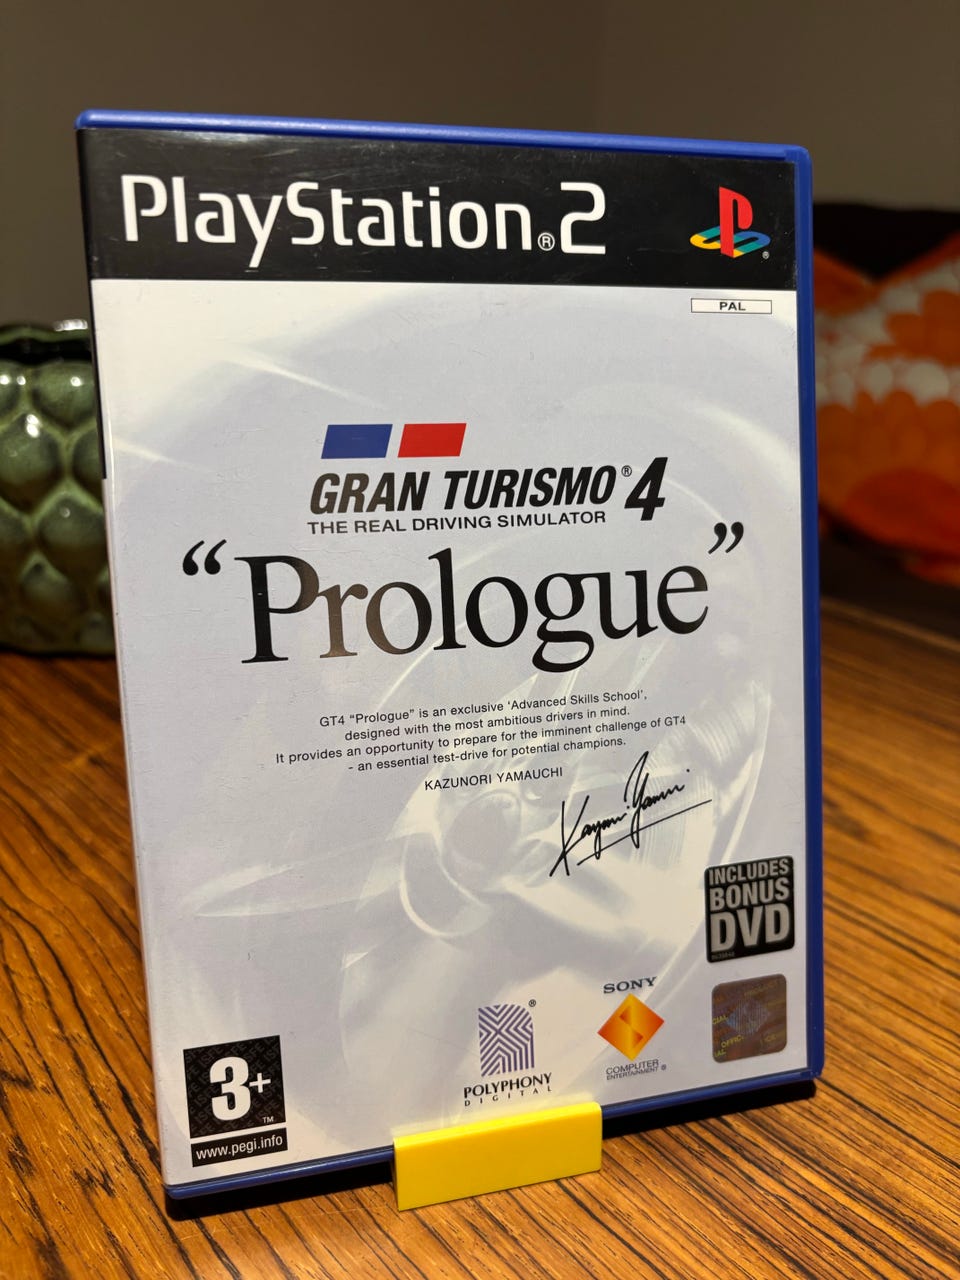 PlayStation®2
PAL
GRAN TURISMO®4
THE REAL DRIVING SIMULATOR
“Prologue”
GT4 “Prologue” is an exclusive ‘Advanced Skills School’,
designed with the most ambitious drivers in mind.
It provides an opportunity to prepare for the imminent challenge of GT4
- an essential test-drive for potential champions.
KAZUNORI YAMAUCHI
INCLUDES
BONUS
DVD
3+
TM
www.pegi.info
POLYPHONY
DIGITAL
SONY
COMPUTER
ENTERTAINMENT®